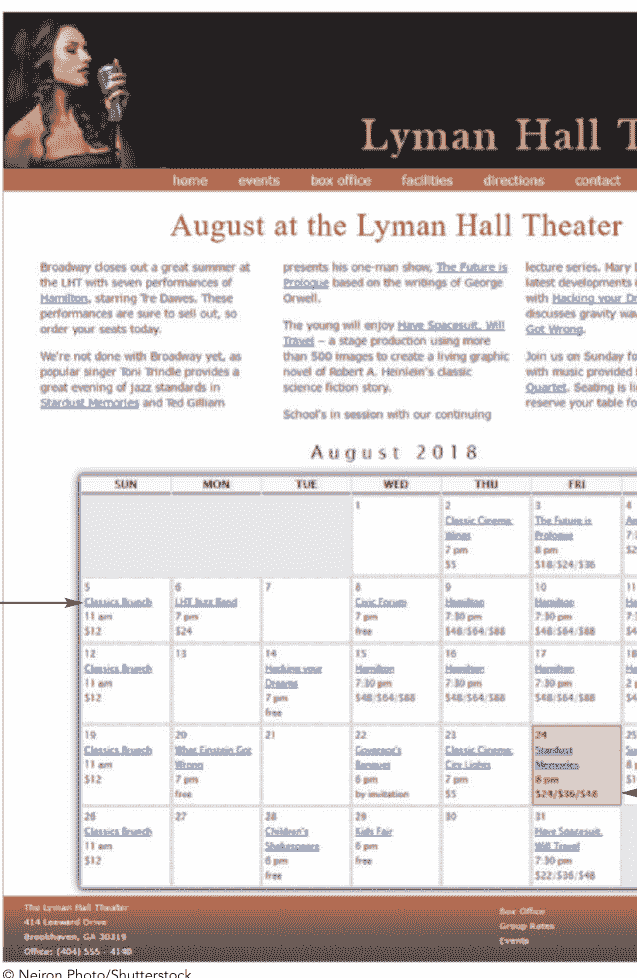 Lyman Hall T
home events box office facilities directions contact
August at the Lyman Hall Theater
Broadway closes out a great summer at
the LHT with seven performances of
Hamilton, starring Tre Dawes. These
performances are sure to sell out, so
order your seats today.
We're not done with Broadway yet, as
popular singer Toni Trindle provides a
great evening of jazz standards in
Stardust Memories and Ted Gilliam
presents his one-man show, The Future is
Prologue based on the writings of George
Orwell.
The young will enjoy Have Spacesuit, Will
Travel – a stage production using more
than 500 images to create a living graphic
novel of Robert A. Heinlein's classic
science fiction story.
School's in session with our continuing
lecture series. Mary
latest developments
with Hacking your D
discusses gravity wav
Got Wrong.
Join us on Sunday fo
with music provided
Quartet. Seating is li
reserve your table fo
August 2018
SUN MON TUE WED THU FRI
1
2
Classic Cinema:
Wings
7 pm
$5
3
The Future is
Prologue
8 pm
$18/$24/$36
4
7:
$2
5
Classics Brunch
11 am
$12
6
LHT Jazz Band
7 pm
$24
7
8
Civic Forum
7 pm
free
9
Hamilton
7:30 pm
$48/$64/$88
10
Hamilton
7:30 pm
$48/$64/$88
11
7:
$4
12
Classics Brunch
11 am
$12
13
14
Hacking your
Dreams
7 pm
free
15
Hamilton
7:30 pm
$48/$64/$88
16
Hamilton
7:30 pm
$48/$64/$88
17
Hamilton
7:30 pm
$48/$64/$88
18
2 p
$4
19
Classics Brunch
11 am
$12
20
What Einstein Got
Wrong
7 pm
free
21
22
Governor's
Banquet
6 pm
by invitation
23
Classic Cinema:
City Lights
7 pm
$5
24
Stardust
Memories
8 pm
$24/$36/$48
25
8 p
$1
26
Classics Brunch
11 am
$12
27
28
Children's
Shakespeare
6 pm
free
29
Kids Fair
6 pm
free
30
31
Have Spacesuit,
Will Travel
7:30 pm
$22/$36/$48
The Lyman Hall Theater
414 Leeward Drive
Brookhaven, GA 30319
Office: (404) 555 - 4140
Box Office
Group Rates
Events
© Neiron Photo/Shutterstock